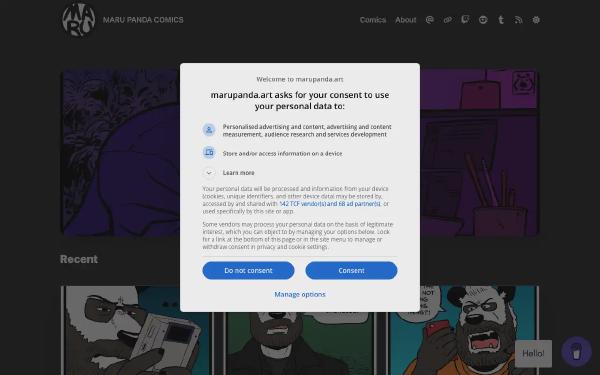 MARU PANDA COMICS
Comics About
Welcome to marupanda.art
marupanda.art asks for your consent to use
your personal data to:
Personalised advertising and content, advertising and content
measurement, audience research and services development
Store and/or access information on a device
Learn more
Your personal data will be processed and information from your device
(cookies, unique identifiers, and other device data) may be stored by,
accessed by and shared with 142 TCF vendor(s) and 68 ad partner(s), or
used specifically by this site or app.
Some vendors may process your personal data on the basis of legitimate
interest, which you can object to by managing your options below. Look
for a link at the bottom of this page or in the site menu to manage or
withdraw consent in privacy and cookie settings.
Do not consent Consent
Manage options
Recent
Hello!